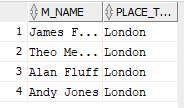 M_NAME PLACE_T...
1 James F... London
2 Theo Me... London
3 Alan Fluff London
4 Andy Jones London